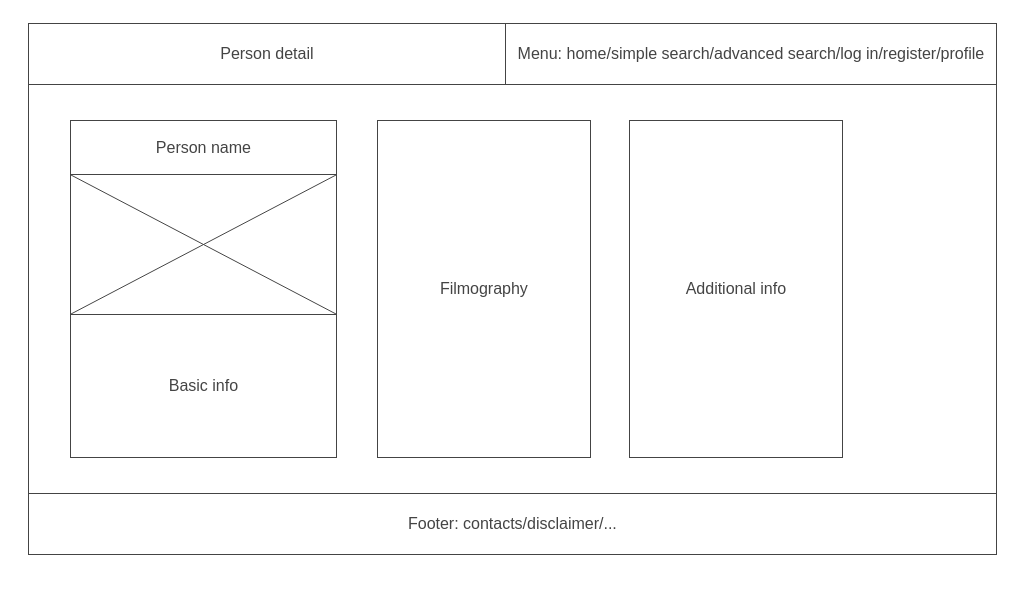 Person detail
Menu: home/simple search/advanced search/log in/register/profile
Person name
Basic info
Filmography
Additional info
Footer: contacts/disclaimer/...